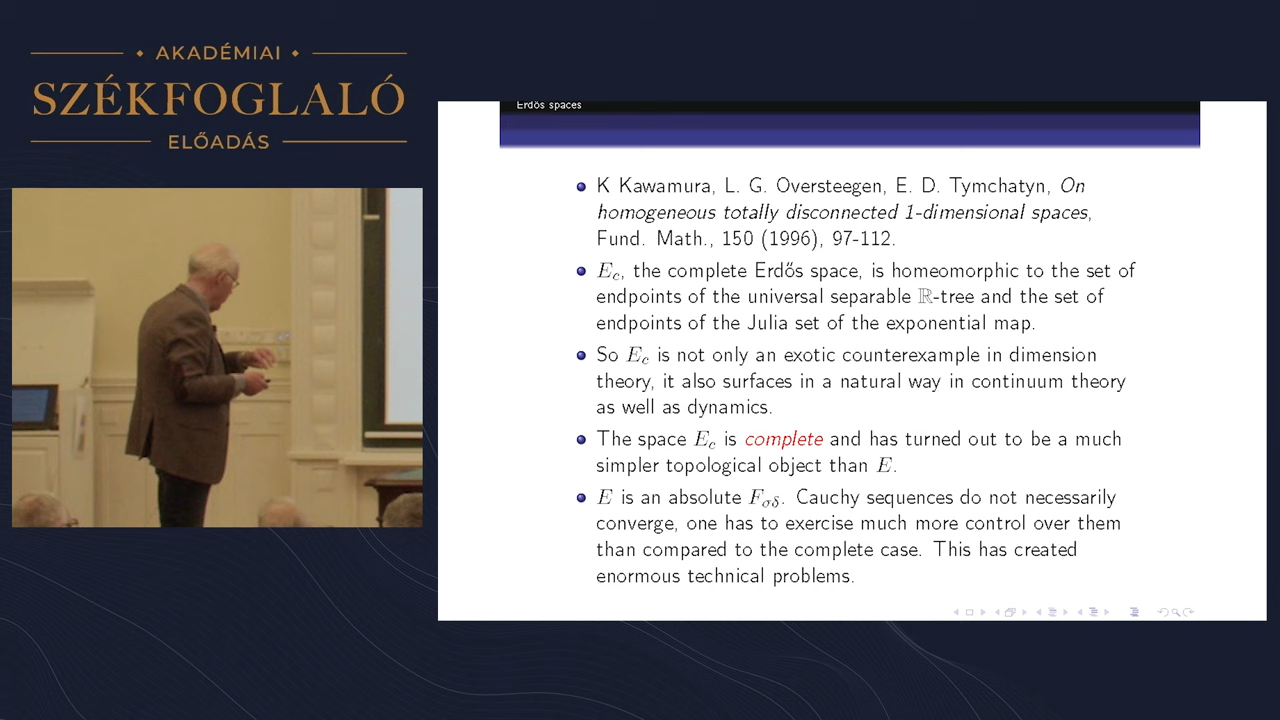 AKADÉMIAI
SZÉKFOGLALÓ
ELŐADÁS
Erdős spaces
K Kawamura, L. G. Oversteegen, E. D. Tymchatyn, On
homogeneous totally disconnected 1-dimensional spaces,
Fund. Math., 150 (1996), 97-112.
E_c, the complete Erdős space, is homeomorphic to the set of
endpoints of the universal separable ℝ-tree and the set of
endpoints of the Julia set of the exponential map.
So E_c is not only an exotic counterexample in dimension
theory, it also surfaces in a natural way in continuum theory
as well as dynamics.
The space E_c is complete and has turned out to be a much
simpler topological object than E.
E is an absolute F_σδ. Cauchy sequences do not necessarily
converge, one has to exercise much more control over them
than compared to the complete case. This has created
enormous technical problems.